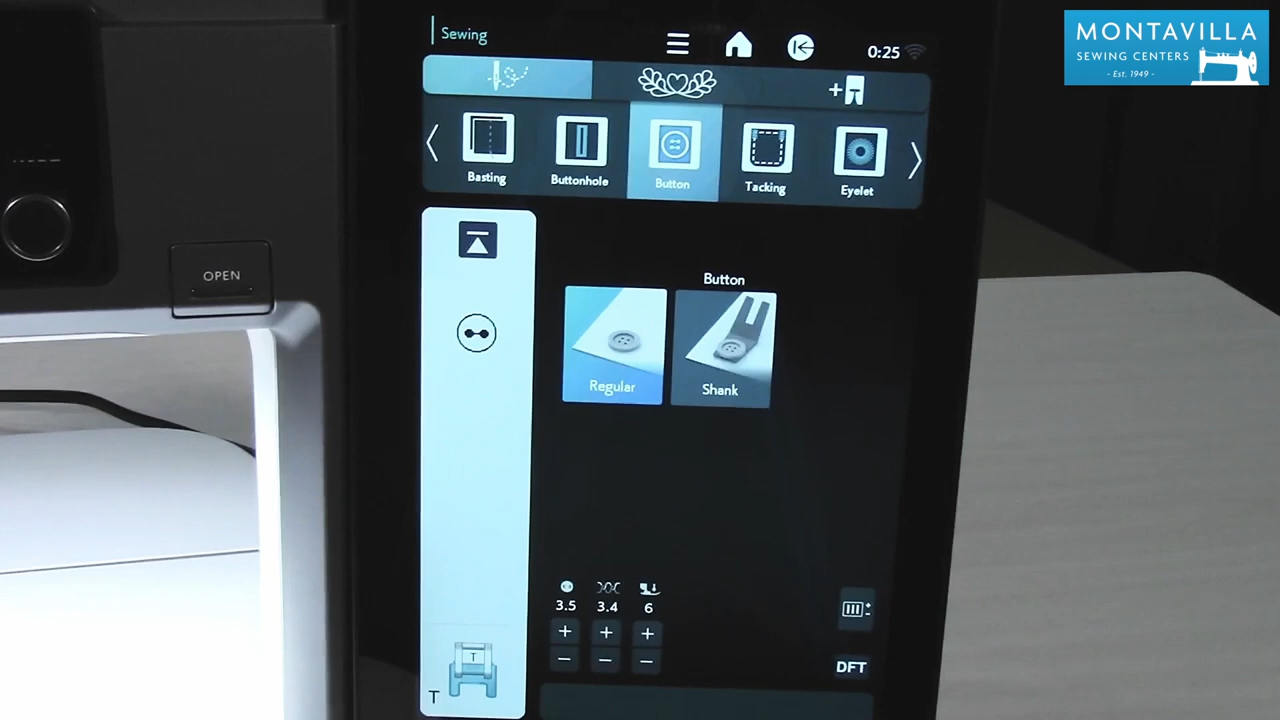 MONTAVILLA
SEWING CENTERS
- Est. 1949 -
Sewing
0:25
Basting
Buttonhole
Button
Tacking
Eyelet
OPEN
Button
Regular
Shank
3.5
3.4
6
+
+
+
−
−
−
DFT
T
T